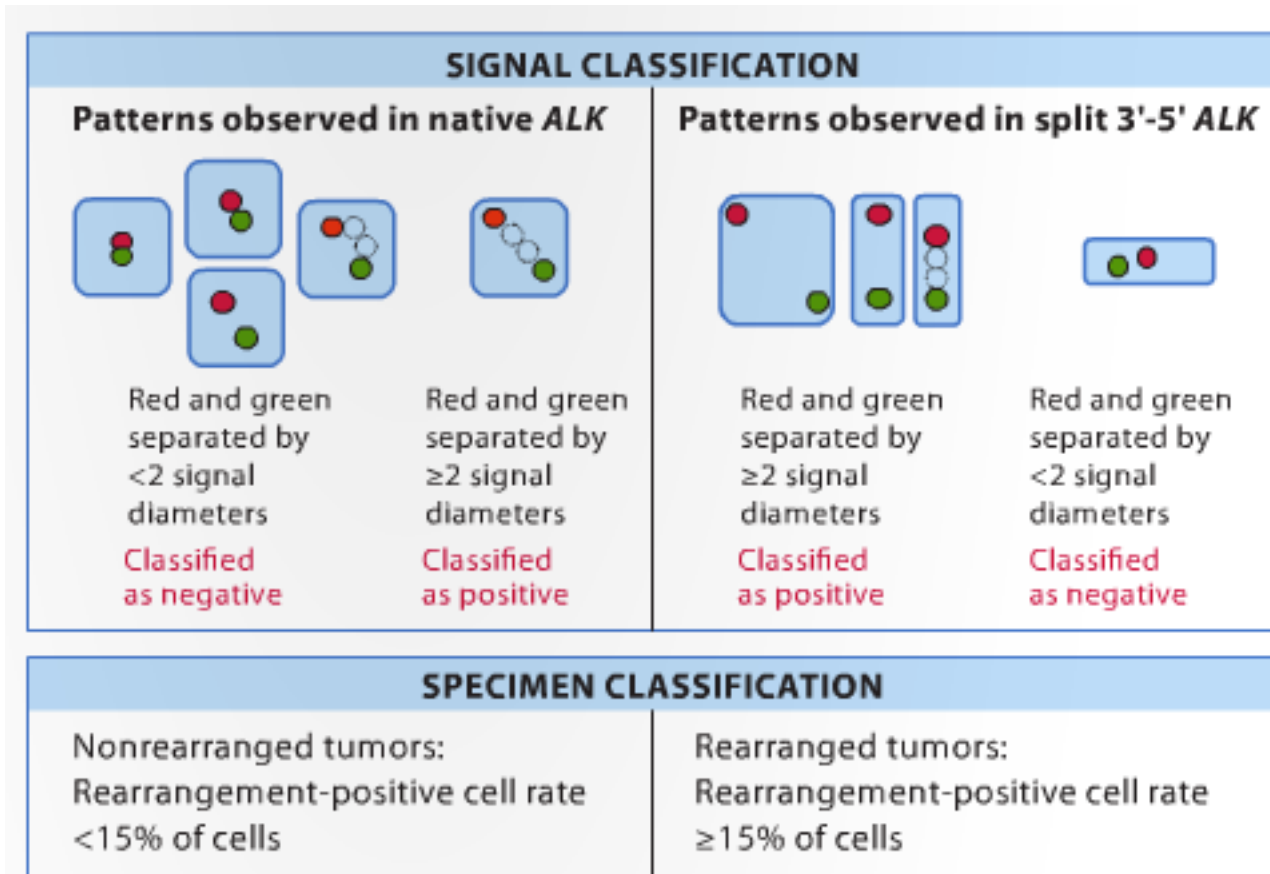 SIGNAL CLASSIFICATION
Patterns observed in native ALK
Patterns observed in split 3'-5' ALK
Red and green
separated by
<2 signal
diameters
Classified
as negative
Red and green
separated by
≥2 signal
diameters
Classified
as positive
Red and green
separated by
≥2 signal
diameters
Classified
as positive
Red and green
separated by
<2 signal
diameters
Classified
as negative
SPECIMEN CLASSIFICATION
Nonrearranged tumors:
Rearrangement-positive cell rate
<15% of cells
Rearranged tumors:
Rearrangement-positive cell rate
≥15% of cells